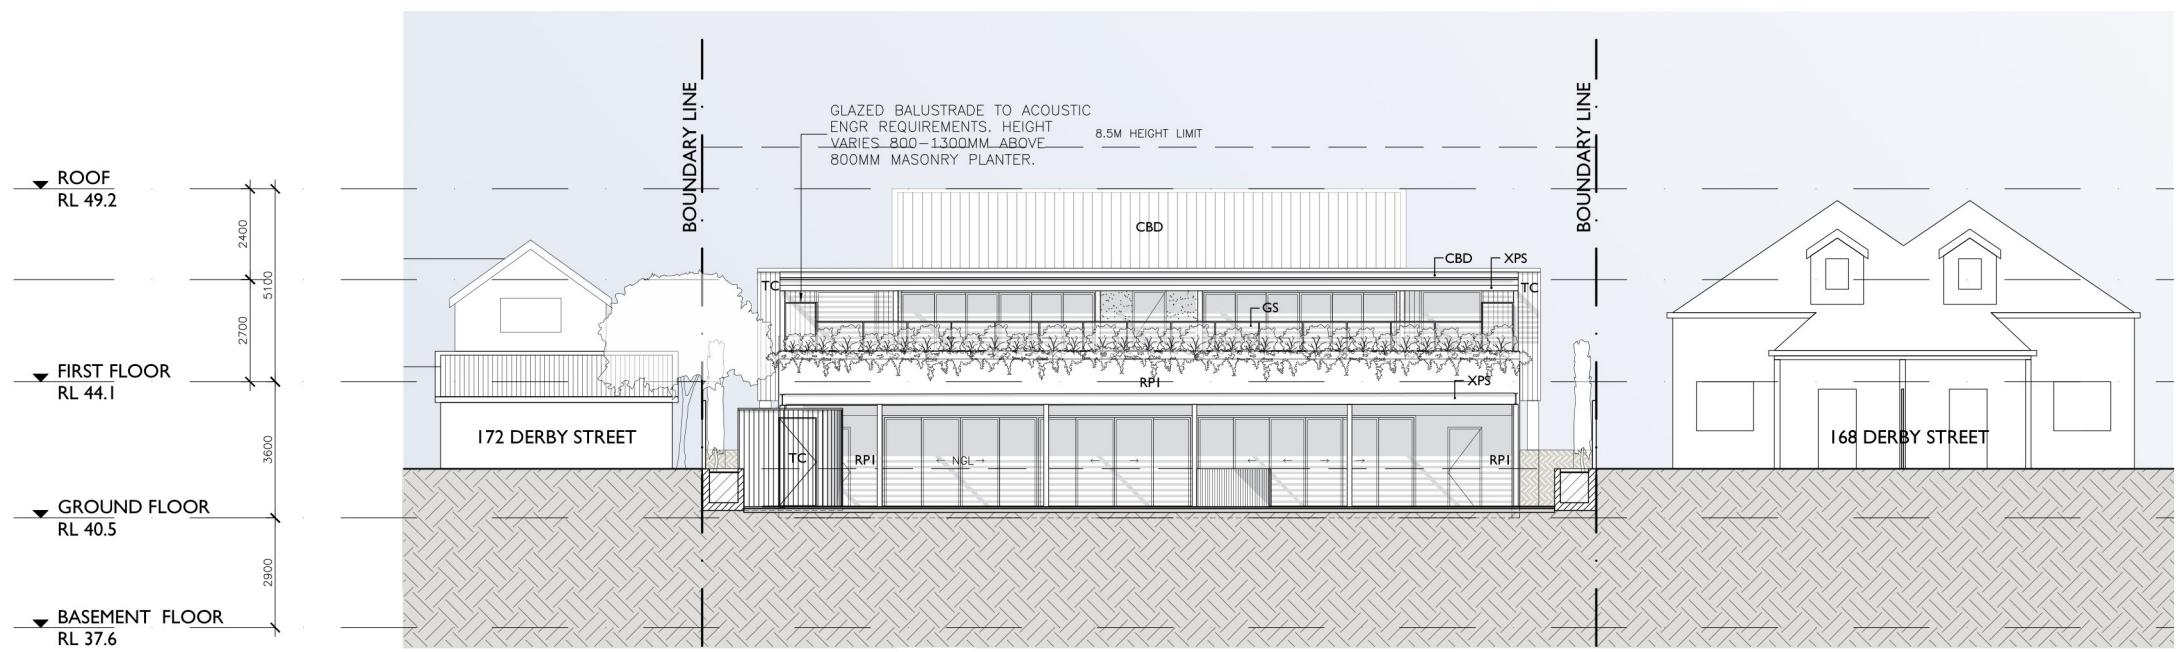 BOUNDARY LINE
BOUNDARY LINE
GLAZED BALUSTRADE TO ACOUSTIC
ENGR REQUIREMENTS. HEIGHT
VARIES 800-1300MM ABOVE
800MM MASONRY PLANTER.
8.5M HEIGHT LIMIT
ROOF
RL 49.2
2400
5100
2700
CBD
CBD
XPS
TC
TC
GS
FIRST FLOOR
RL 44.1
RP1
XPS
172 DERBY STREET
168 DERBY STREET
3600
TC
RP1
NGL
RP1
GROUND FLOOR
RL 40.5
2900
BASEMENT FLOOR
RL 37.6